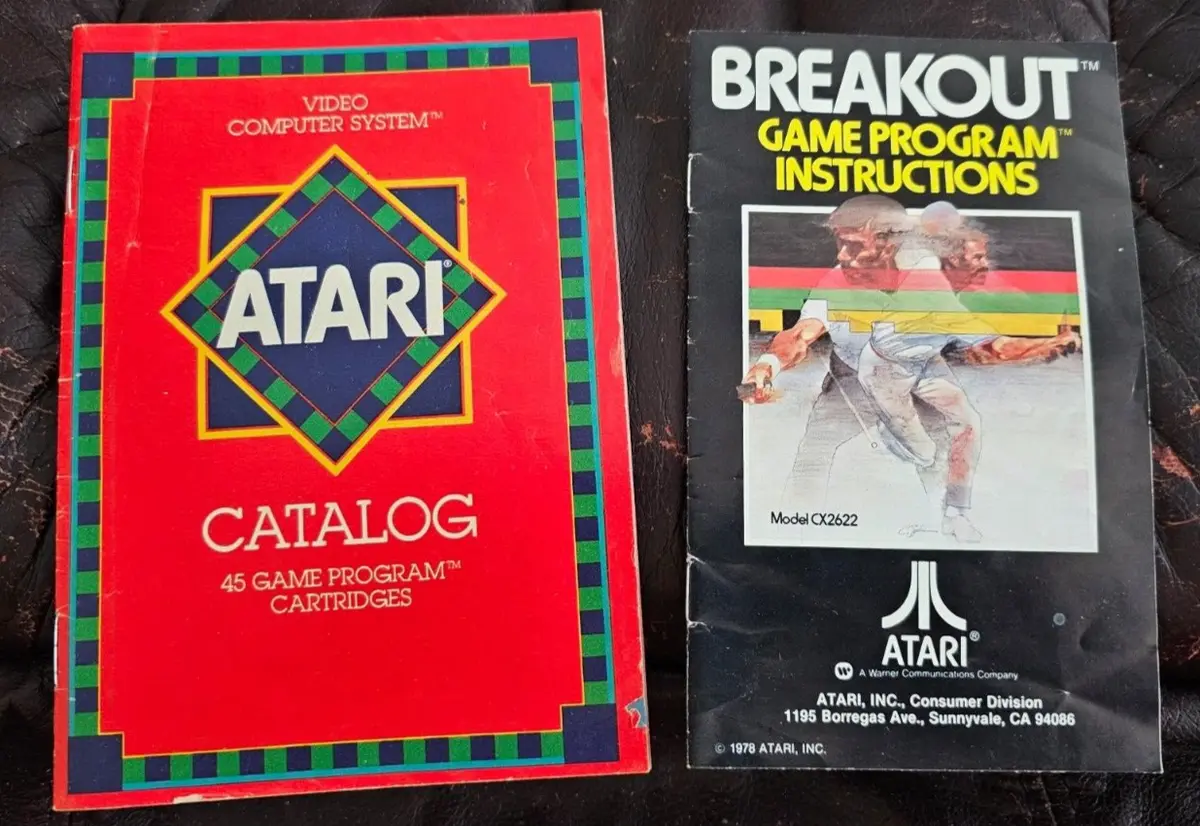 VIDEO
COMPUTER SYSTEM™
ATARI®
CATALOG
45 GAME PROGRAM™
CARTRIDGES
BREAKOUT™
GAME PROGRAM™
INSTRUCTIONS
Model CX2622
ATARI®
W A Warner Communications Company
ATARI, INC., Consumer Division
1195 Borregas Ave., Sunnyvale, CA 94086
© 1978 ATARI, INC.